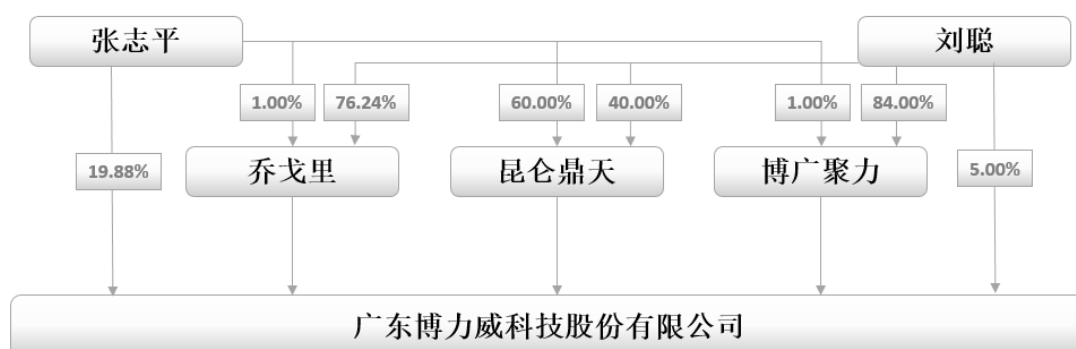 张志平
刘聪
1.00%
76.24%
60.00%
40.00%
1.00%
84.00%
19.88%
乔戈里
昆仑鼎天
博广聚力
5.00%
广东博力威科技股份有限公司